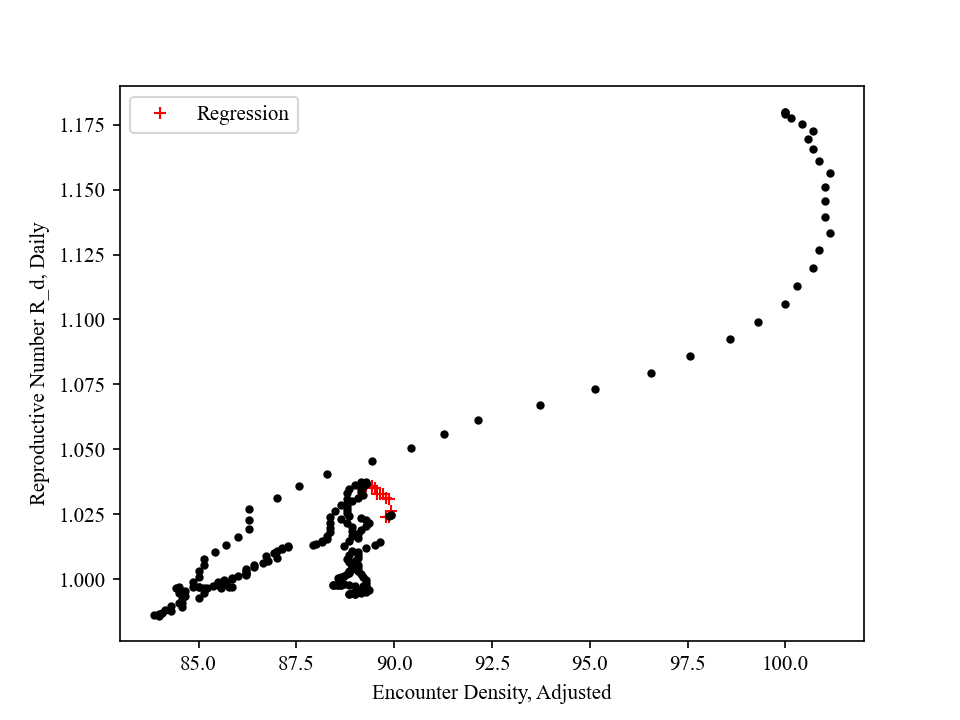 Regression
1.175
1.150
1.125
1.100
1.075
1.050
1.025
1.000
Reproductive Number R_d, Daily
85.0 87.5 90.0 92.5 95.0 97.5 100.0
Encounter Density, Adjusted